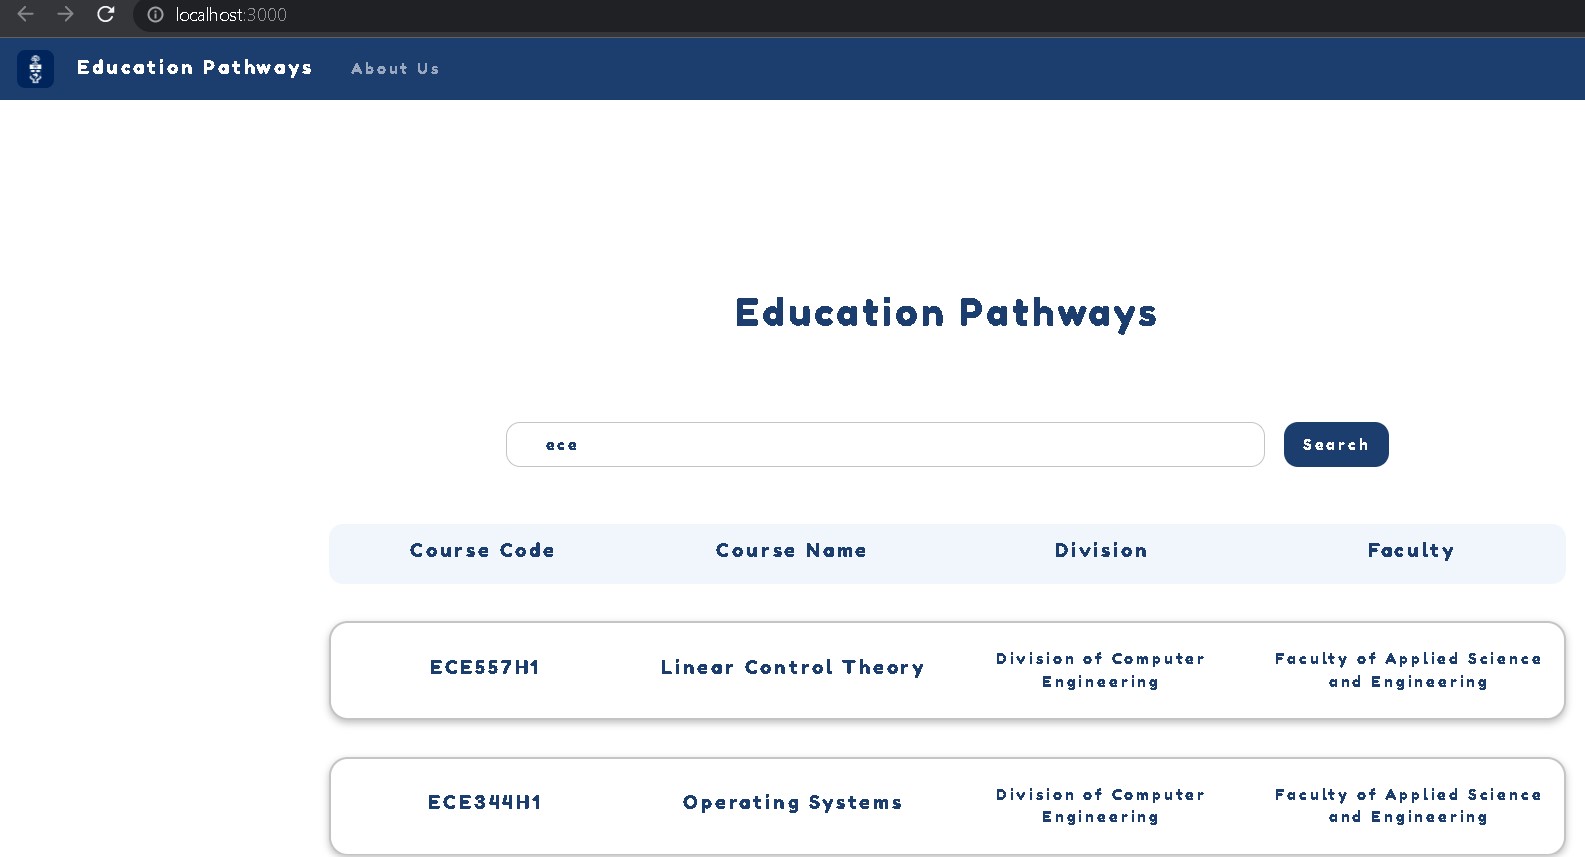 localhost:3000
Education Pathways About Us
Education Pathways
ece Search
Course Code Course Name Division Faculty
ECE557H1 Linear Control Theory Division of Computer Engineering Faculty of Applied Science and Engineering
ECE344H1 Operating Systems Division of Computer Engineering Faculty of Applied Science and Engineering